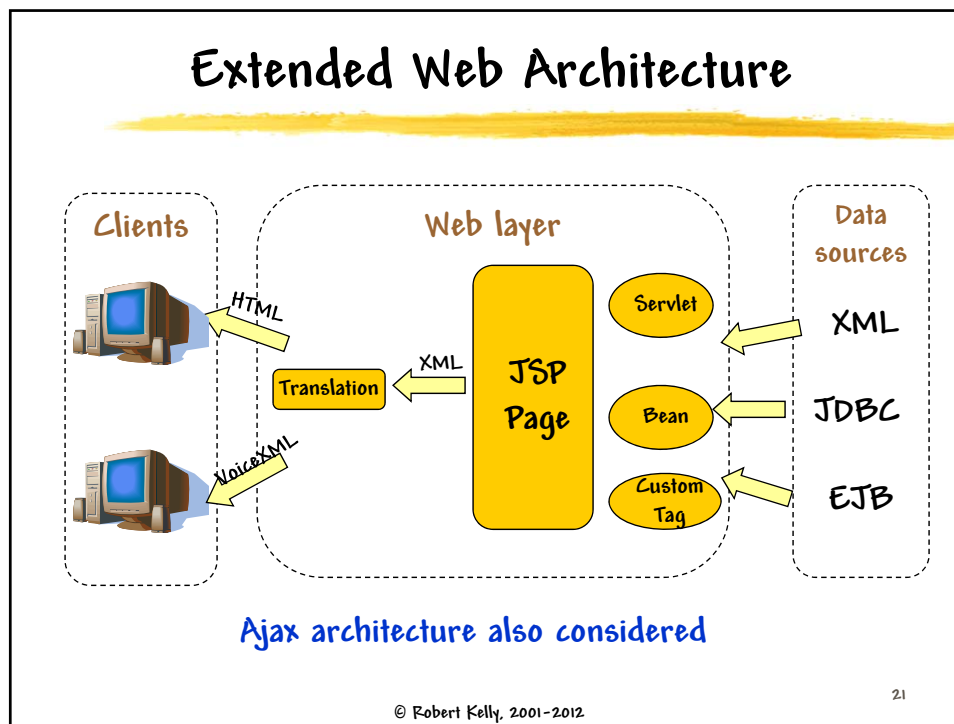 Extended Web Architecture
Clients
Web layer
Data
sources
HTML
Servlet
XML
XML
JSP
Page
Translation
JDBC
Bean
VoiceXML
Custom
Tag
EJB
Ajax architecture also considered
21
© Robert Kelly, 2001-2012